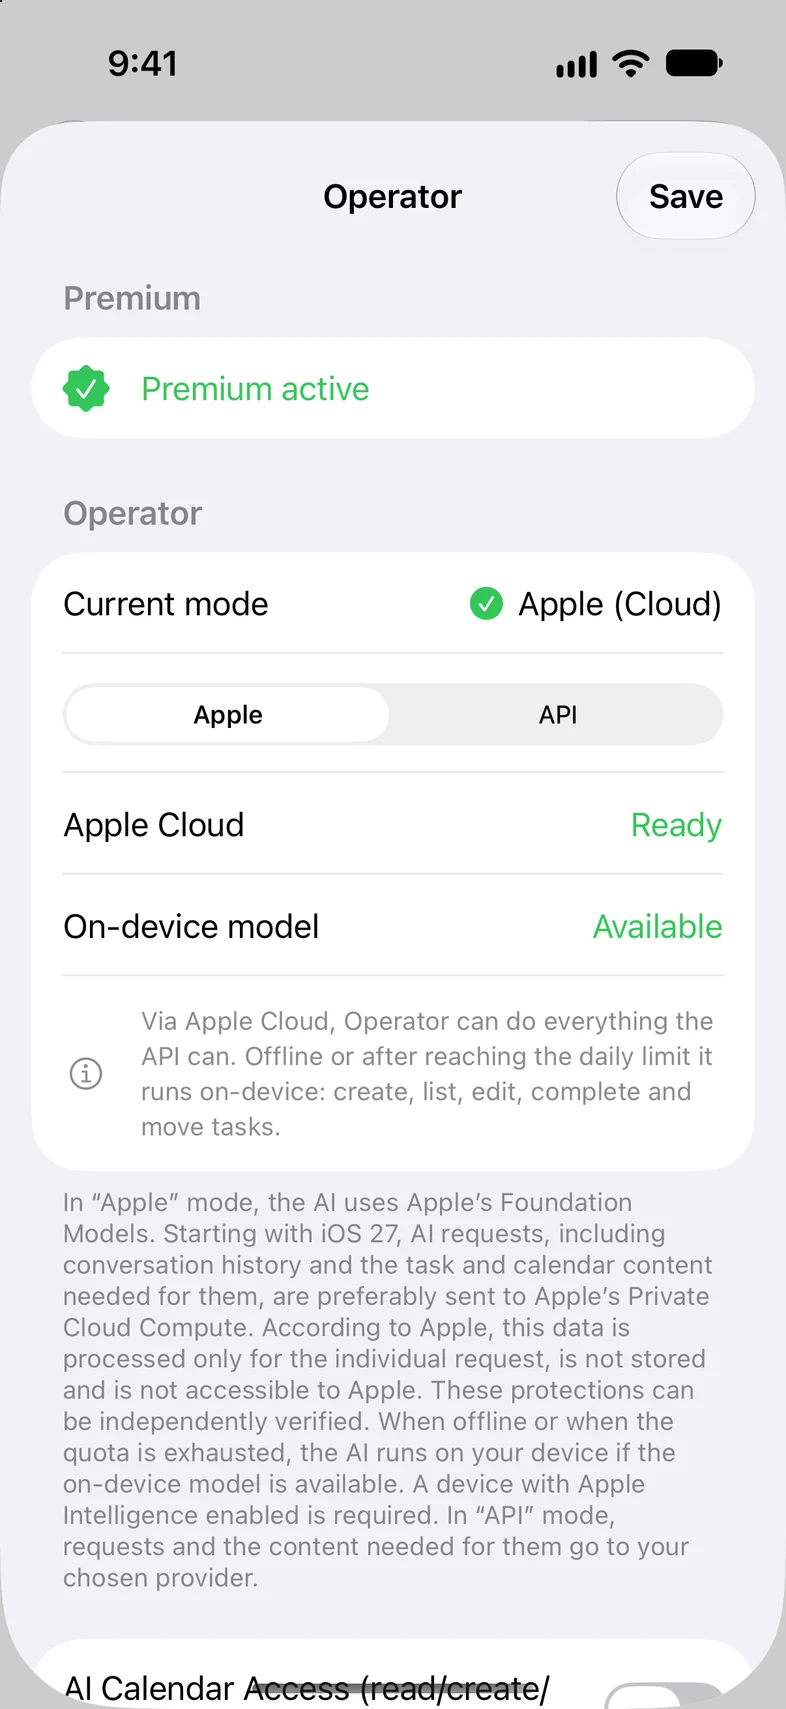 9:41
Operator
Save
Premium
Premium active
Operator
Current mode
Apple (Cloud)
Apple
API
Apple Cloud
Ready
On-device model
Available
Via Apple Cloud, Operator can do everything the
API can. Offline or after reaching the daily limit it
runs on-device: create, list, edit, complete and
move tasks.
In “Apple” mode, the AI uses Apple’s Foundation
Models. Starting with iOS 27, AI requests, including
conversation history and the task and calendar content
needed for them, are preferably sent to Apple’s Private
Cloud Compute. According to Apple, this data is
processed only for the individual request, is not stored
and is not accessible to Apple. These protections can
be independently verified. When offline or when the
quota is exhausted, the AI runs on your device if the
on-device model is available. A device with Apple
Intelligence enabled is required. In “API” mode,
requests and the content needed for them go to your
chosen provider.
AI Calendar Access (read/create/